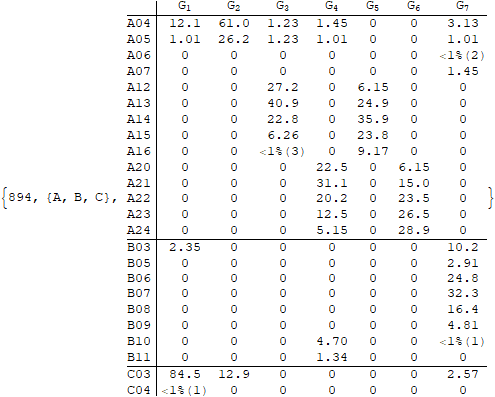 G1 G2 G3 G4 G5 G6 G7
A04 12.1 61.0 1.23 1.45 0 0 3.13
A05 1.01 26.2 1.23 1.01 0 0 1.01
A06 0 0 0 0 0 0 <1%(2)
A07 0 0 0 0 0 0 1.45
A12 0 0 27.2 0 6.15 0 0
A13 0 0 40.9 0 24.9 0 0
A14 0 0 22.8 0 35.9 0 0
A15 0 0 6.26 0 23.8 0 0
A16 0 0 <1%(3) 0 9.17 0 0
A20 0 0 0 22.5 0 6.15 0
A21 0 0 0 31.1 0 15.0 0
{894, {A, B, C}, A22 0 0 0 20.2 0 23.5 0 }
A23 0 0 0 12.5 0 26.5 0
A24 0 0 0 5.15 0 28.9 0
B03 2.35 0 0 0 0 0 10.2
B05 0 0 0 0 0 0 2.91
B06 0 0 0 0 0 0 24.8
B07 0 0 0 0 0 0 32.3
B08 0 0 0 0 0 0 16.4
B09 0 0 0 0 0 0 4.81
B10 0 0 0 4.70 0 0 <1%(1)
B11 0 0 0 1.34 0 0 0
C03 84.5 12.9 0 0 0 0 2.57
C04 <1%(1) 0 0 0 0 0 0